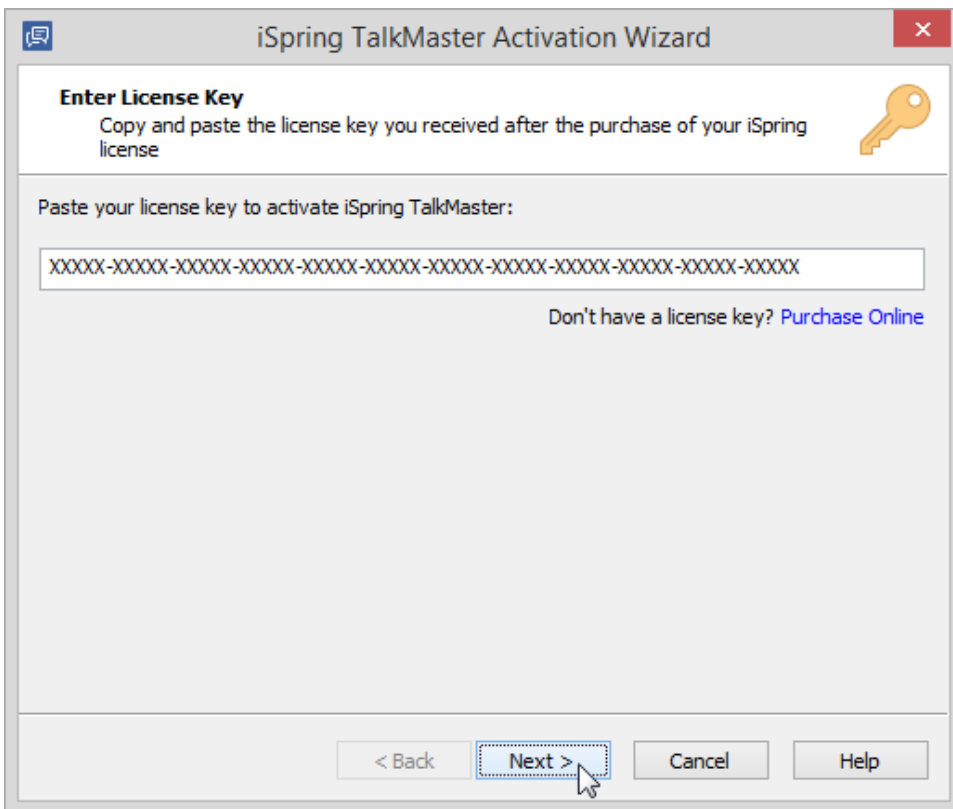 iSpring TalkMaster Activation Wizard
Enter License Key
Copy and paste the license key you received after the purchase of your iSpring
license
Paste your license key to activate iSpring TalkMaster:
XXXXX-XXXXX-XXXXX-XXXXX-XXXXX-XXXXX-XXXXX-XXXXX-XXXXX-XXXXX-XXXXX-XXXXX
Don't have a license key? Purchase Online
< Back Next > Cancel Help